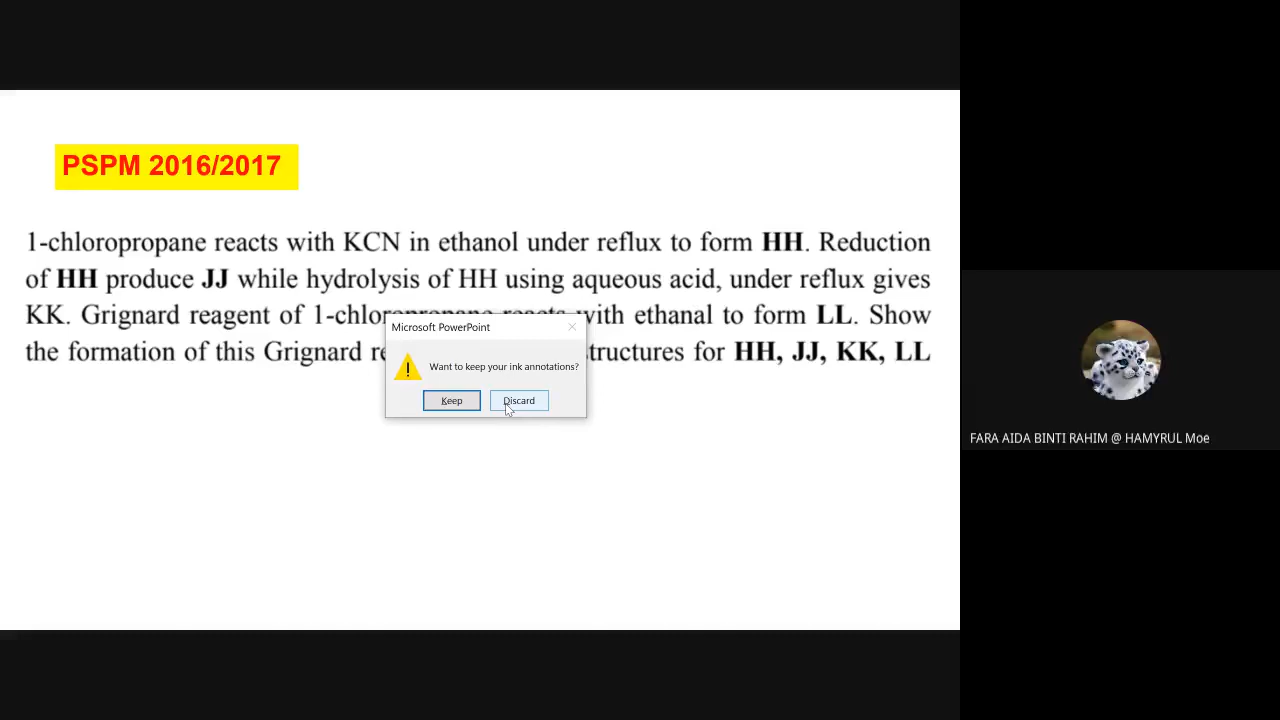 PSPM 2016/2017
1-chloropropane reacts with KCN in ethanol under reflux to form HH. Reduction
of HH produce JJ while hydrolysis of HH using aqueous acid, under reflux gives
KK. Grignard reagent of 1-chloropropane reacts with ethanal to form LL. Show
the formation of this Grignard re structures for HH, JJ, KK, LL
Microsoft PowerPoint
Want to keep your ink annotations?
Keep Discard
FARA AIDA BINTI RAHIM @ HAMYRUL Moe